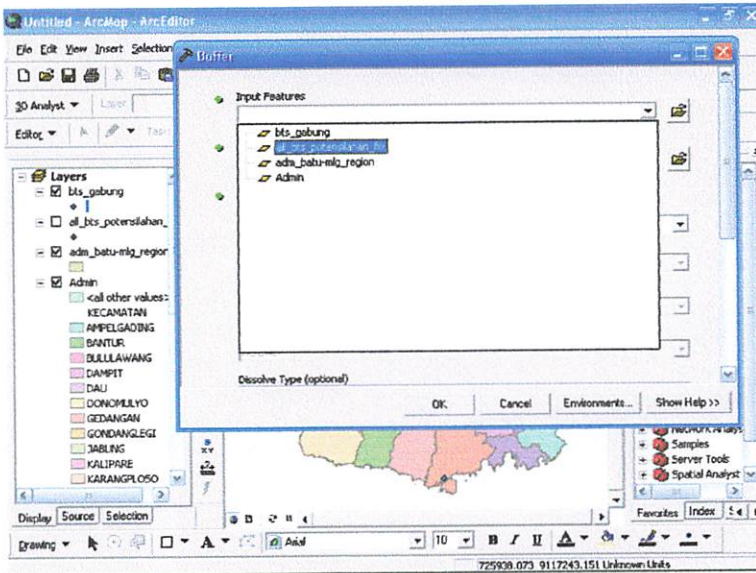 Untitled - ArcMap - ArcEditor
File Edit View Insert Selection
Buffer
3D Analyst
Layer
Editor
Input Features
bts_gabung
all_bts_potensilahan_fix
adm_batu-mlg_region
Admin
Layers
bts_gabung
all_bts_potensilahan_
adm_batu-mlg_region
Admin
<all other values>
KECAMATAN
AMPELGADING
BANTUR
BULULAWANG
DAMPIT
DAU
DONOMULYO
GEDANGAN
GONDANGLEGI
JABUNG
KALIPARE
KARANGPLOSO
Dissolve Type (optional)
OK
Cancel
Environments...
Show Help >>
Network Analys
Samples
Server Tools
Spatial Analyst
Display Source Selection
Favorites Index
Drawing
A
Arial
10
B I U A
725938.073 9117243.151 Unknown Units